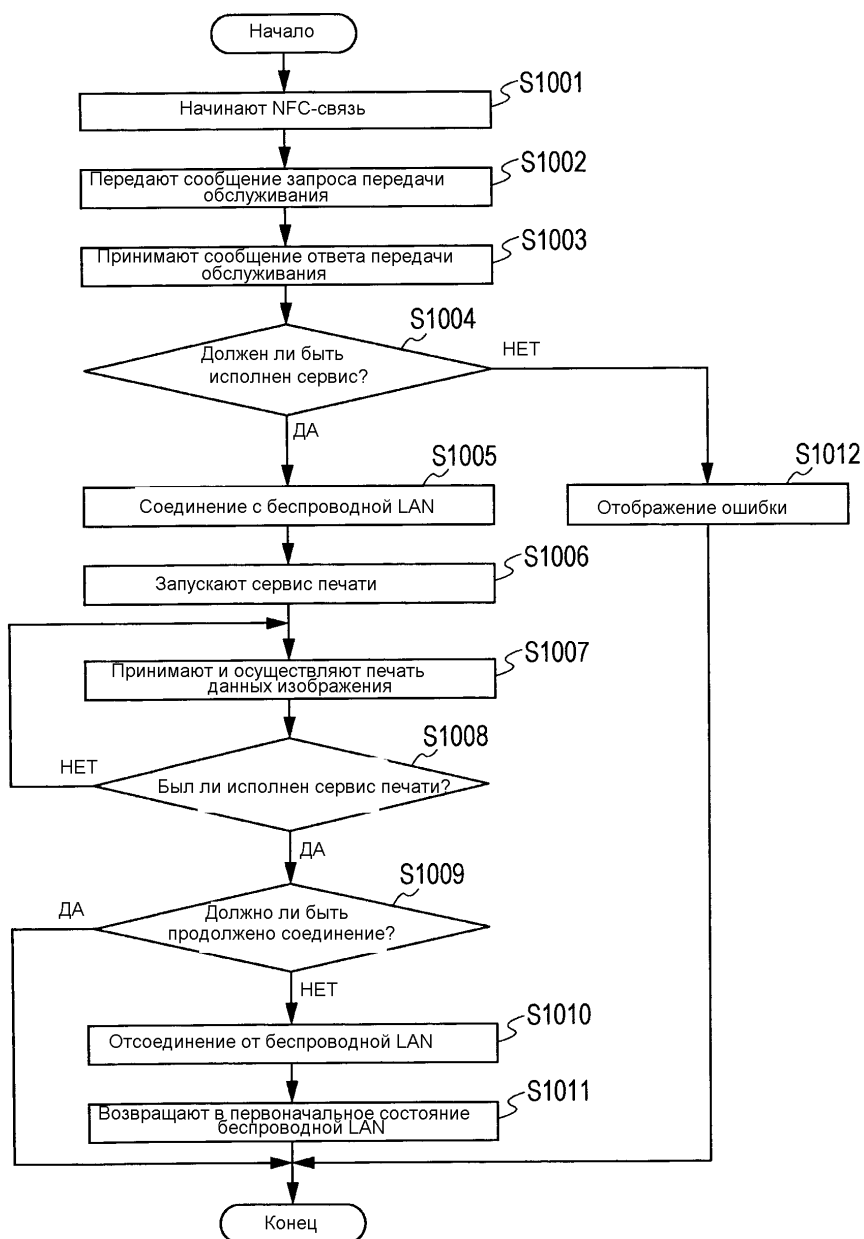 Начало
S1001
Начинают NFC-связь
S1002
Передают сообщение запроса передачи
обслуживания
S1003
Принимают сообщение ответа передачи
обслуживания
S1004
Должен ли быть
исполнен сервис?
НЕТ
ДА
S1005
Соединение с беспроводной LAN
S1012
Отображение ошибки
S1006
Запускают сервис печати
S1007
Принимают и осуществляют печать
данных изображения
S1008
НЕТ
Был ли исполнен сервис печати?
ДА
S1009
ДА
Должно ли быть
продолжено соединение?
НЕТ
S1010
Отсоединение от беспроводной LAN
S1011
Возвращают в первоначальное состояние
беспроводной LAN
Конец